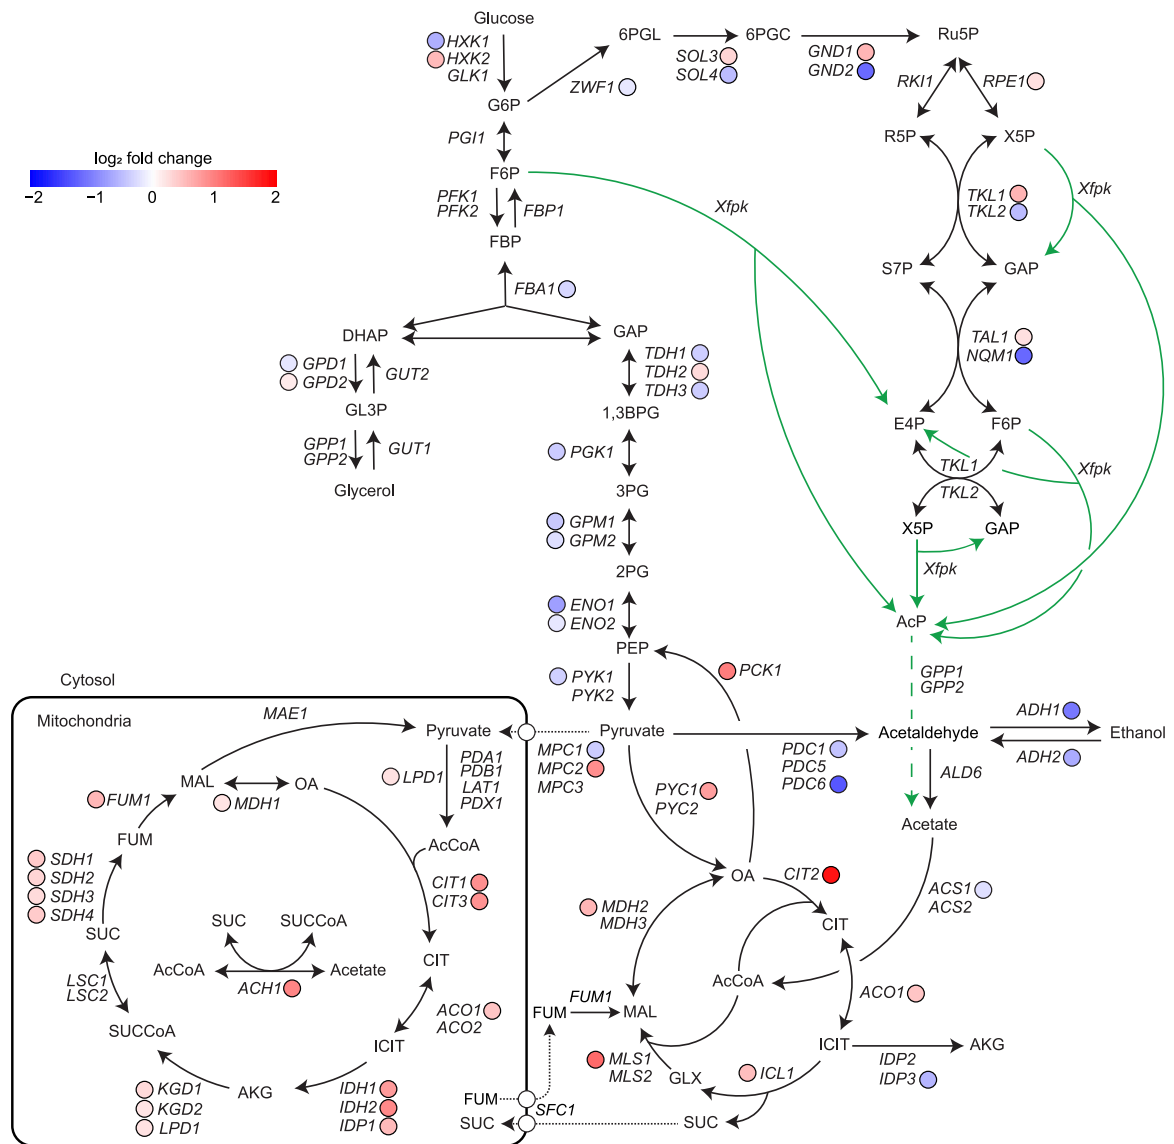 Glucose
HXK1
HXK2
GLK1
6PGL
SOL3
SOL4
6PGC
GND1
GND2
Ru5P
ZWF1
RKI1
RPE1
G6P
PGI1
R5P
X5P
log₂ fold change
−2 −1 0 1 2
F6P
PFK1
PFK2
FBP1
Xfpk
TKL1
TKL2
Xfpk
FBP
S7P
GAP
FBA1
DHAP
GAP
TAL1
NQM1
GPD1
GPD2
GUT2
TDH1
TDH2
TDH3
GL3P
1,3BPG
E4P
F6P
GPP1
GPP2
GUT1
PGK1
TKL1
TKL2
Xfpk
Glycerol
3PG
GPM1
GPM2
X5P
GAP
2PG
Xfpk
ENO1
ENO2
AcP
PEP
PYK1
PYK2
PCK1
GPP1
GPP2
Cytosol
Mitochondria
MAE1
Pyruvate
Pyruvate
Acetaldehyde
ADH1
ADH2
Ethanol
MPC1
MPC2
MPC3
PDC1
PDC5
PDC6
ALD6
LPD1
PDA1
PDB1
LAT1
PDX1
MAL
OA
MDH1
FUM1
PYC1
PYC2
Acetate
FUM
AcCoA
SDH1
SDH2
SDH3
SDH4
CIT1
CIT3
OA
CIT2
ACS1
ACS2
SUC
SUC
SUCCoA
MDH2
MDH3
CIT
AcCoA
Acetate
CIT
ACH1
LSC1
LSC2
AcCoA
ACO1
ACO1
ACO2
FUM
FUM1
MAL
SUCCoA
ICIT
ICIT
AKG
MLS1
MLS2
GLX
ICL1
IDP2
IDP3
KGD1
KGD2
LPD1
AKG
IDH1
IDH2
IDP1
FUM
SFC1
SUC
SUC